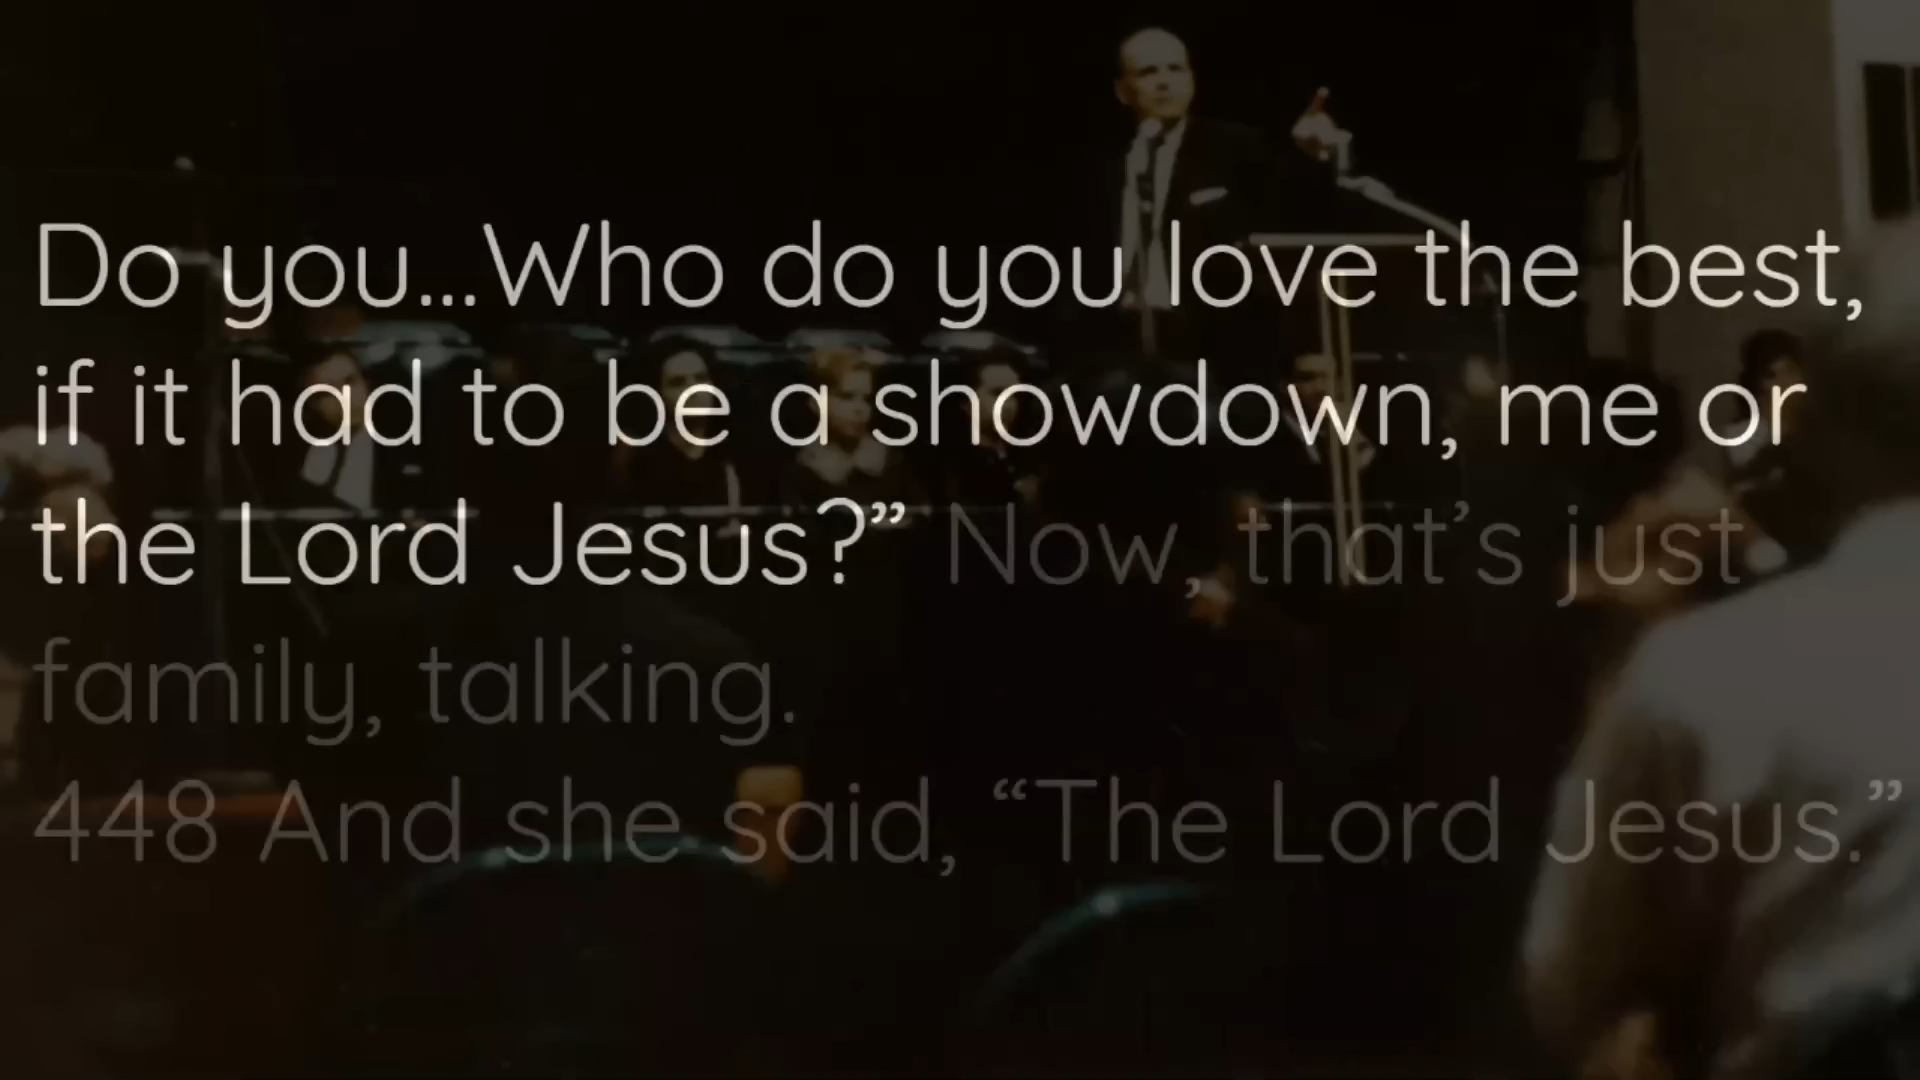 Do you...Who do you love the best,
if it had to be a showdown, me or
the Lord Jesus?” Now, that’s just
family, talking.
448 And she said, “The Lord Jesus.”